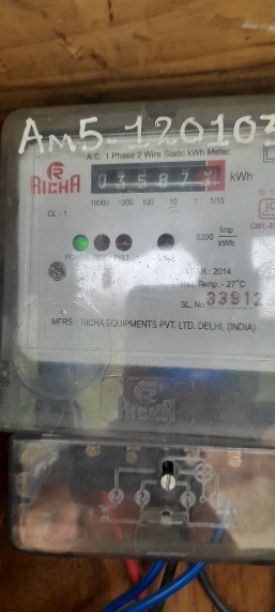 AM5-120103
A.C. 1 Phase 2 Wire Static kWh Meter.
RICHA
03587
kWh
10000 1000 100 10 1 1/10
CL - 1
3200 Imp/kWh
YEAR : 2014
Ref. Temp. - 27°C
SL. No. 33912
MFRS. : RICHA EQUIPMENTS PVT. LTD. DELHI, (INDIA)
RICHA